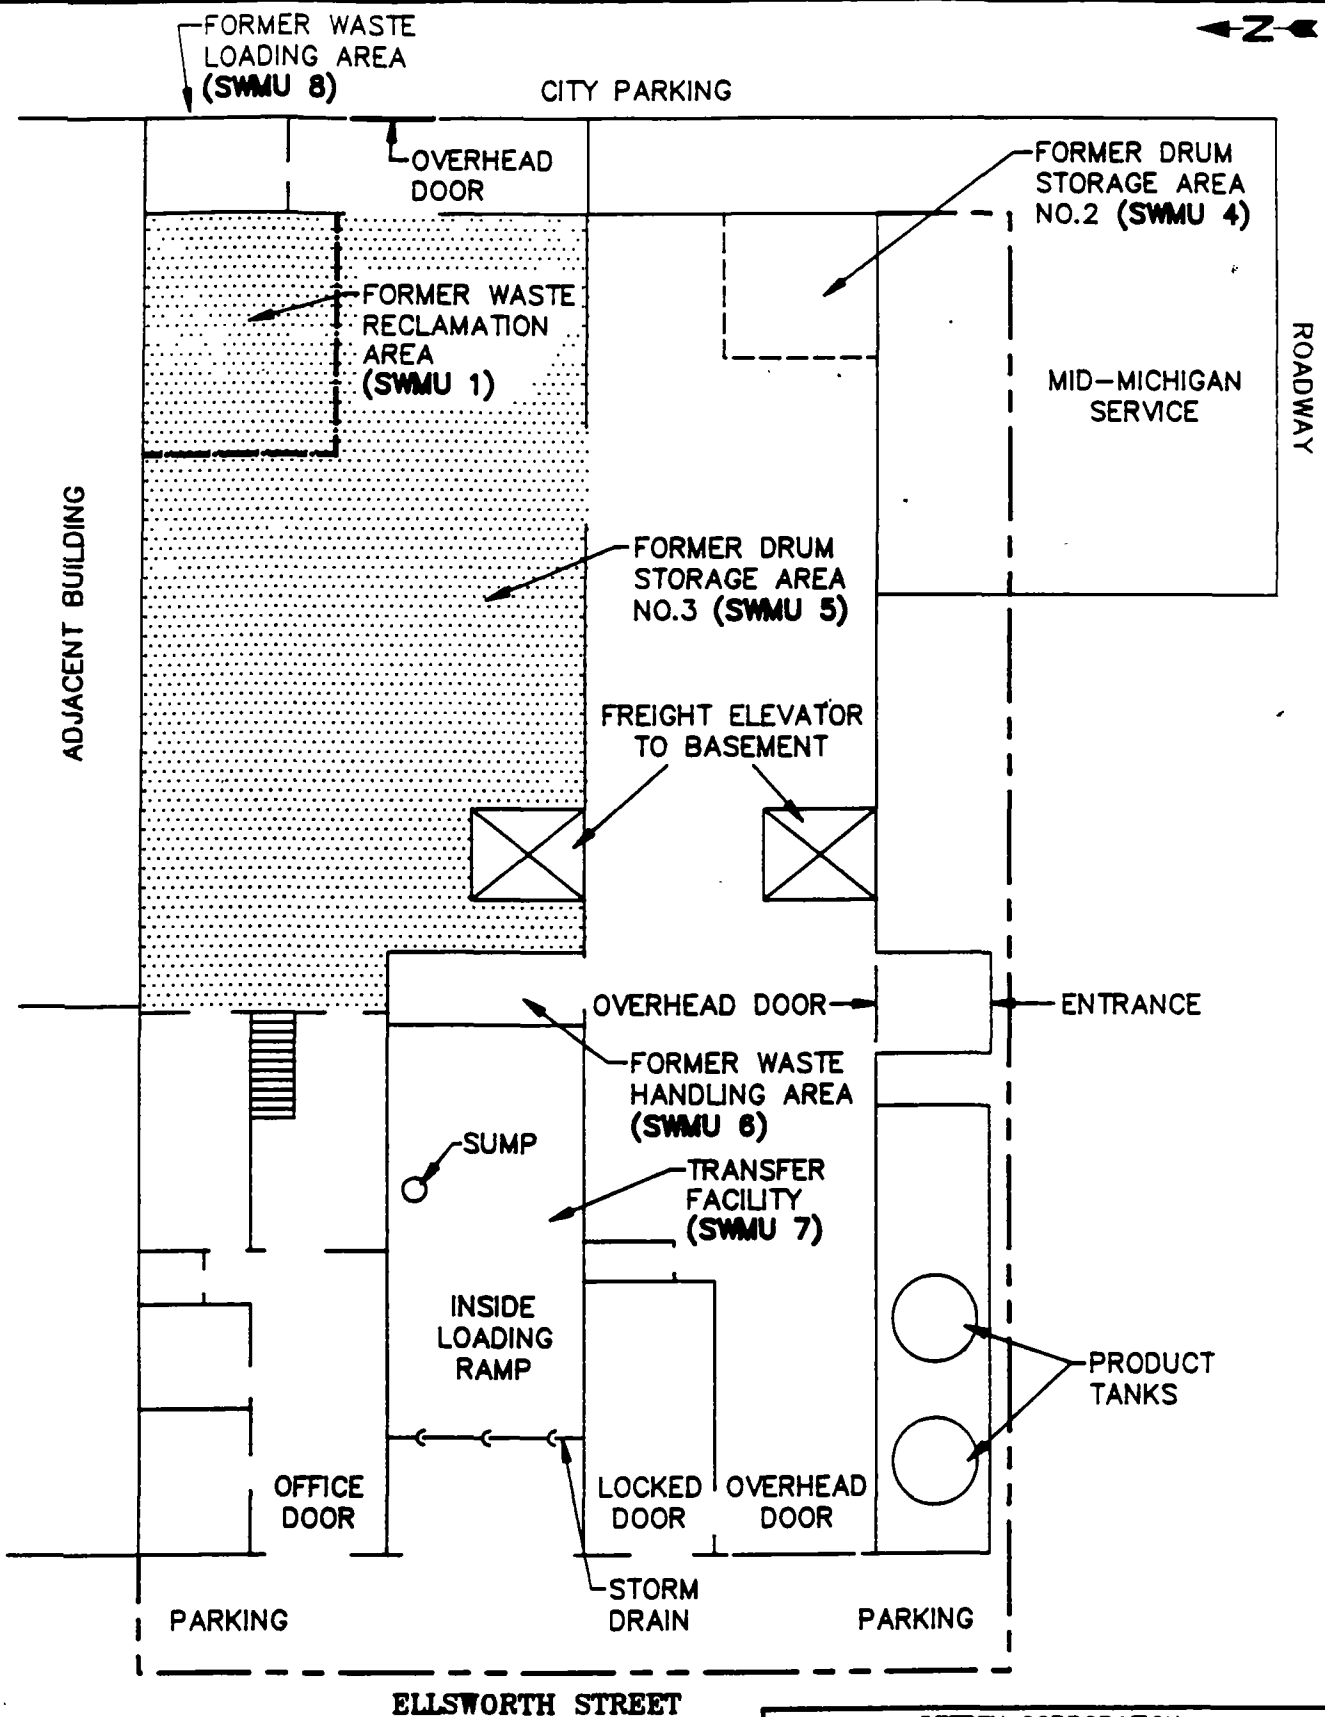 FORMER WASTE
LOADING AREA
(SWMU 8)
N
CITY PARKING
OVERHEAD
DOOR
FORMER DRUM
STORAGE AREA
NO.2 (SWMU 4)
FORMER WASTE
RECLAMATION
AREA
(SWMU 1)
ROADWAY
MID-MICHIGAN
SERVICE
ADJACENT BUILDING
FORMER DRUM
STORAGE AREA
NO.3 (SWMU 5)
FREIGHT ELEVATOR
TO BASEMENT
OVERHEAD DOOR
ENTRANCE
FORMER WASTE
HANDLING AREA
(SWMU 6)
SUMP
TRANSFER
FACILITY
(SWMU 7)
INSIDE
LOADING
RAMP
PRODUCT
TANKS
OFFICE
DOOR
LOCKED
DOOR
OVERHEAD
DOOR
STORM
DRAIN
PARKING
PARKING
ELLSWORTH STREET